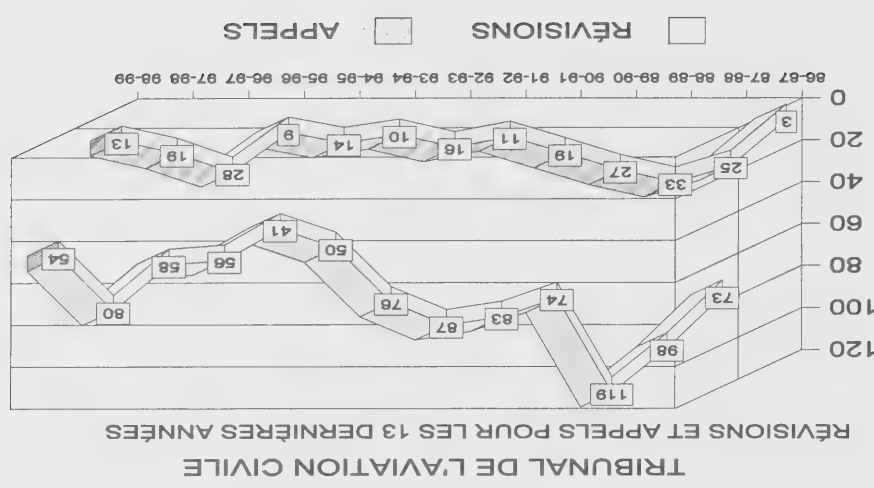 TRIBUNAL DE L'AVIATION CIVILE
RÉVISIONS ET APPELS POUR LES 13 DERNIÈRES ANNÉES
120
100
80
60
40
20
0
73 98 119 74 83 87 76 50 41 56 58 80 54
3 25 33 27 19 11 16 10 14 9 28 19 13
86-87 87-88 88-89 89-90 90-91 91-92 92-93 93-94 94-95 95-96 96-97 97-98 98-99
RÉVISIONS APPELS